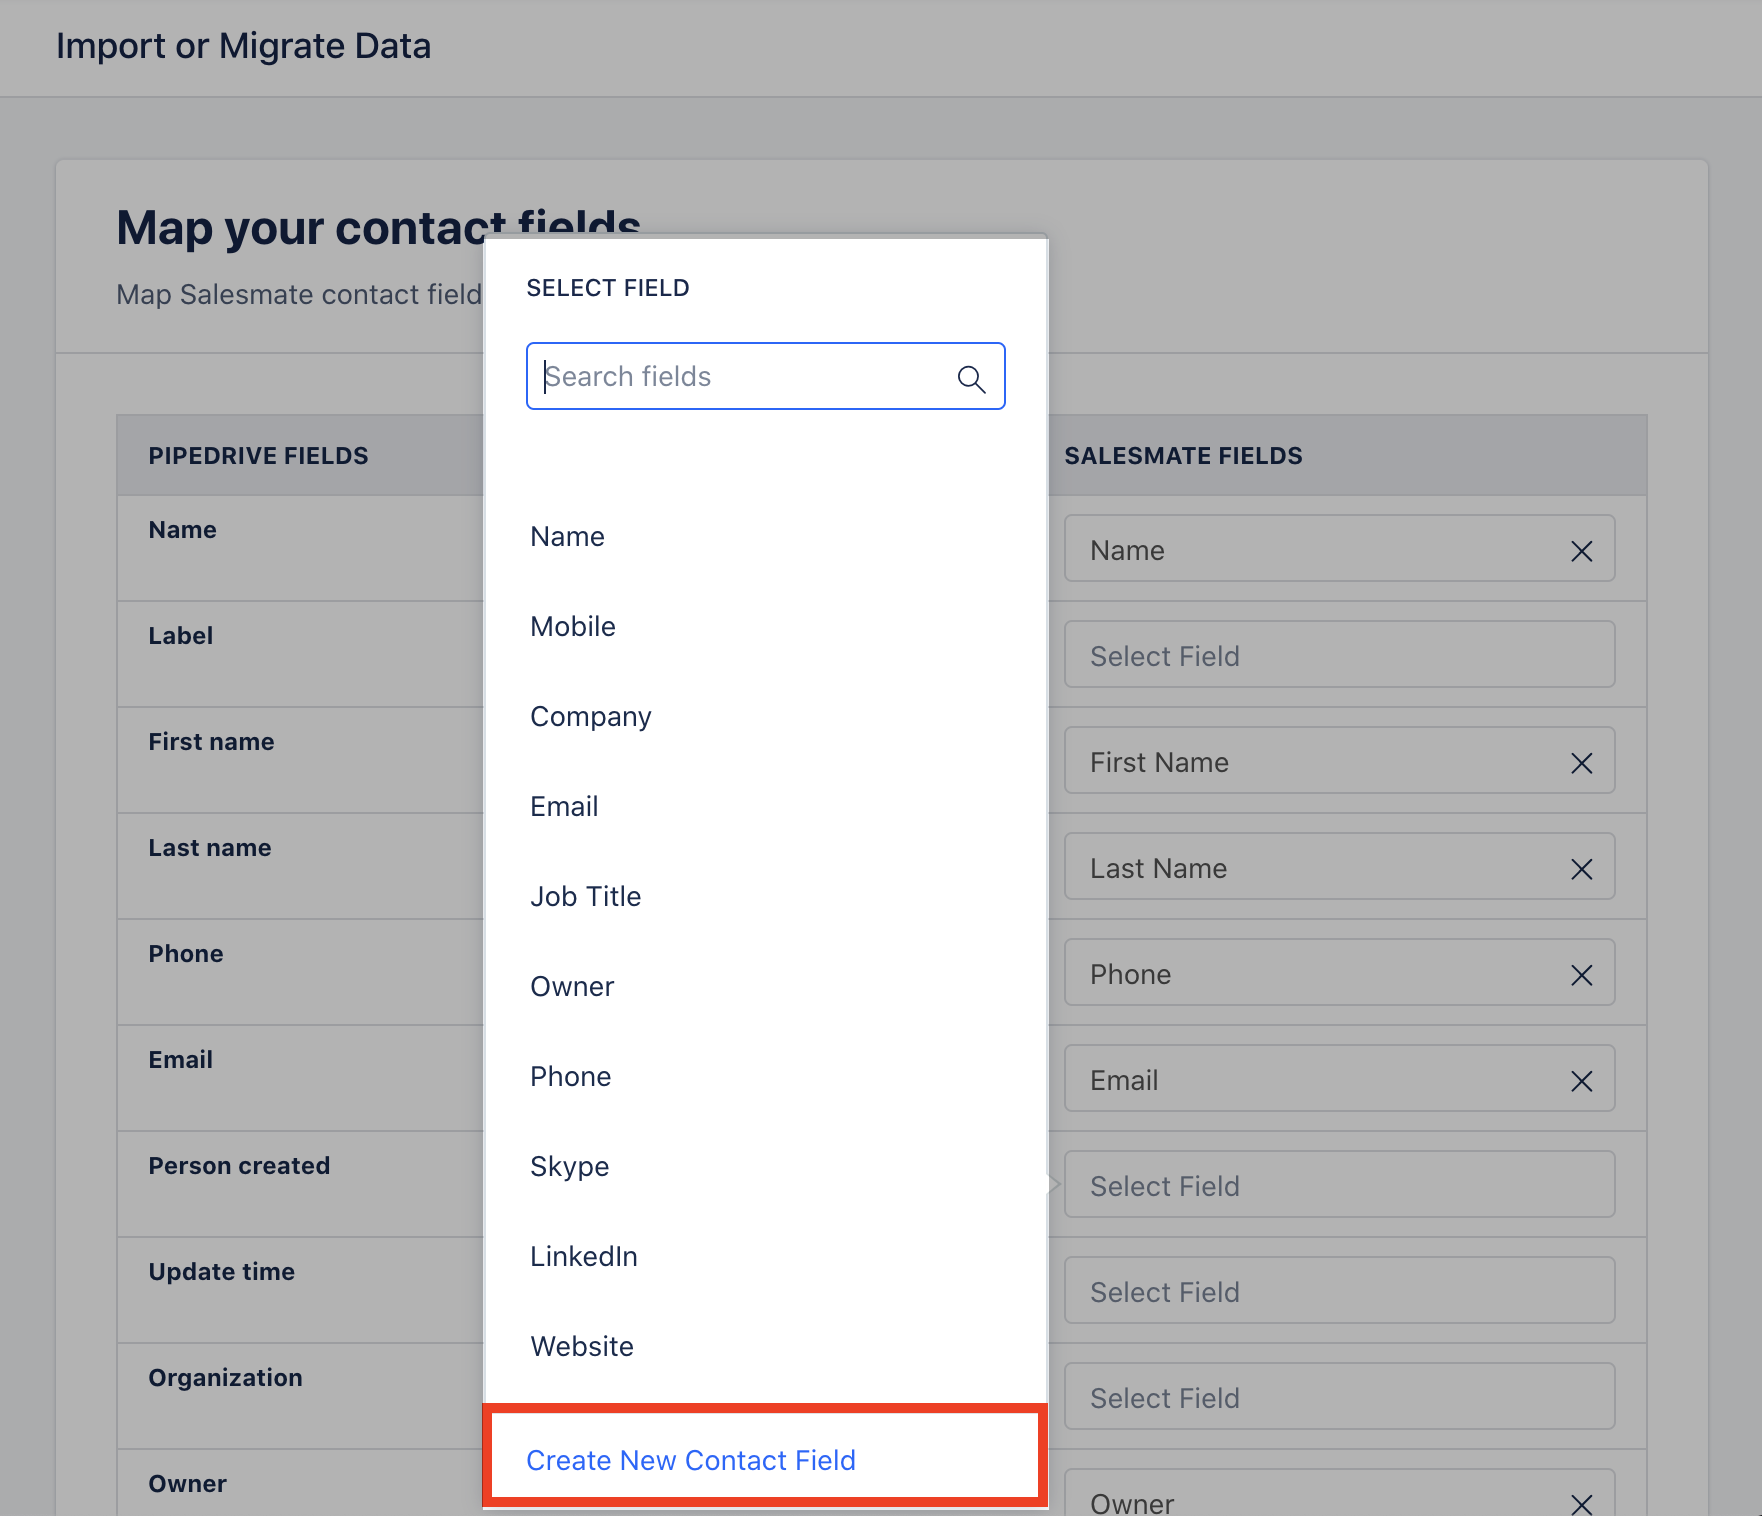 Import or Migrate Data
Map your contact fields
Map Salesmate contact field
SELECT FIELD
Search fields
Name
Mobile
Company
Email
Job Title
Owner
Phone
Skype
LinkedIn
Website
Create New Contact Field
PIPEDRIVE FIELDS
SALESMATE FIELDS
Name
Name
Label
Select Field
First name
First Name
Last name
Last Name
Phone
Phone
Email
Email
Person created
Select Field
Update time
Select Field
Organization
Select Field
Owner
Owner